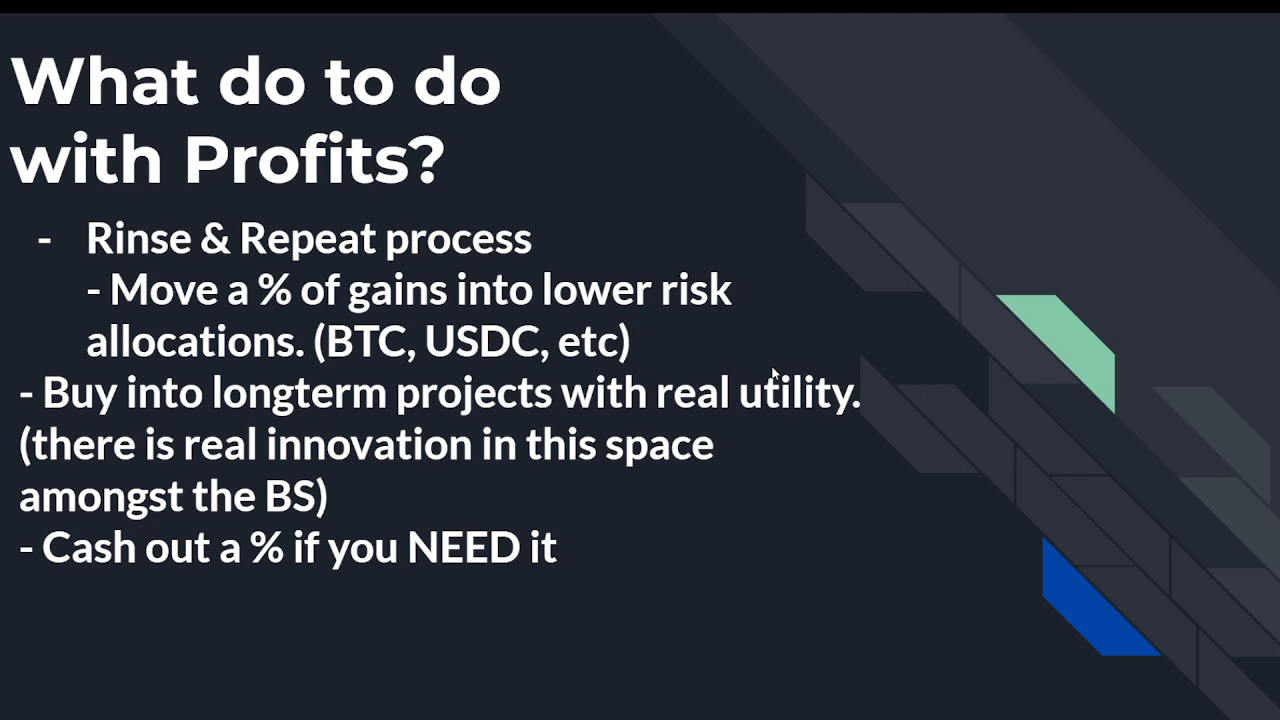 What do to do
with Profits?
- Rinse & Repeat process
- Move a % of gains into lower risk
allocations. (BTC, USDC, etc)
- Buy into longterm projects with real utility.
(there is real innovation in this space
amongst the BS)
- Cash out a % if you NEED it